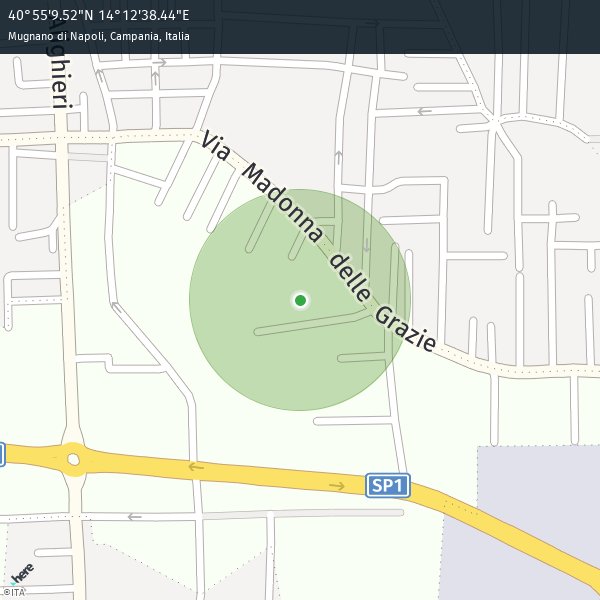 40°55'9.52"N 14°12'38.44"E
Mugnano di Napoli, Campania, Italia
ghieri
Via Madonna delle Grazie
SP1
here
©ITA